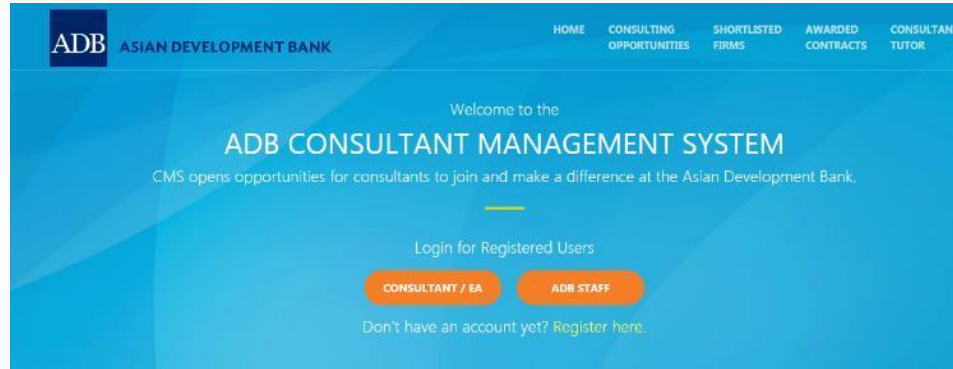 ADB ASIAN DEVELOPMENT BANK
HOME
CONSULTING
OPPORTUNITIES
SHORTLISTED
FIRMS
AWARDED
CONTRACTS
CONSULTAN
TUTOR
Welcome to the
ADB CONSULTANT MANAGEMENT SYSTEM
CMS opens opportunities for consultants to join and make a difference at the Asian Development Bank.
Login for Registered Users
CONSULTANT / EA
ADB STAFF
Don't have an account yet? Register here.